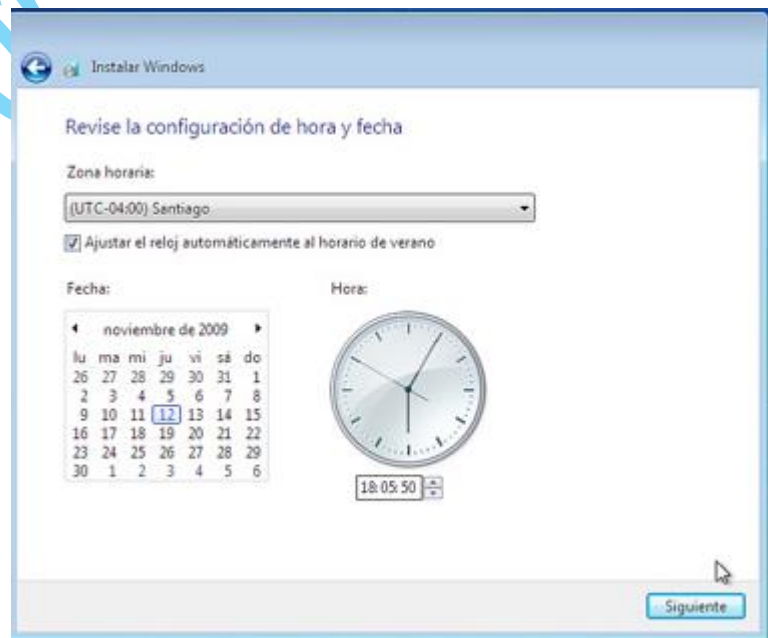 Instalar Windows
Revise la configuración de hora y fecha
Zona horaria:
(UTC-04:00) Santiago
Ajustar el reloj automáticamente al horario de verano
Fecha:
Hora:
noviembre de 2009
lu ma mi ju vi sá do
26 27 28 29 30 31 1
2 3 4 5 6 7 8
9 10 11 12 13 14 15
16 17 18 19 20 21 22
23 24 25 26 27 28 29
30 1 2 3 4 5 6
18:05:50
Siguiente